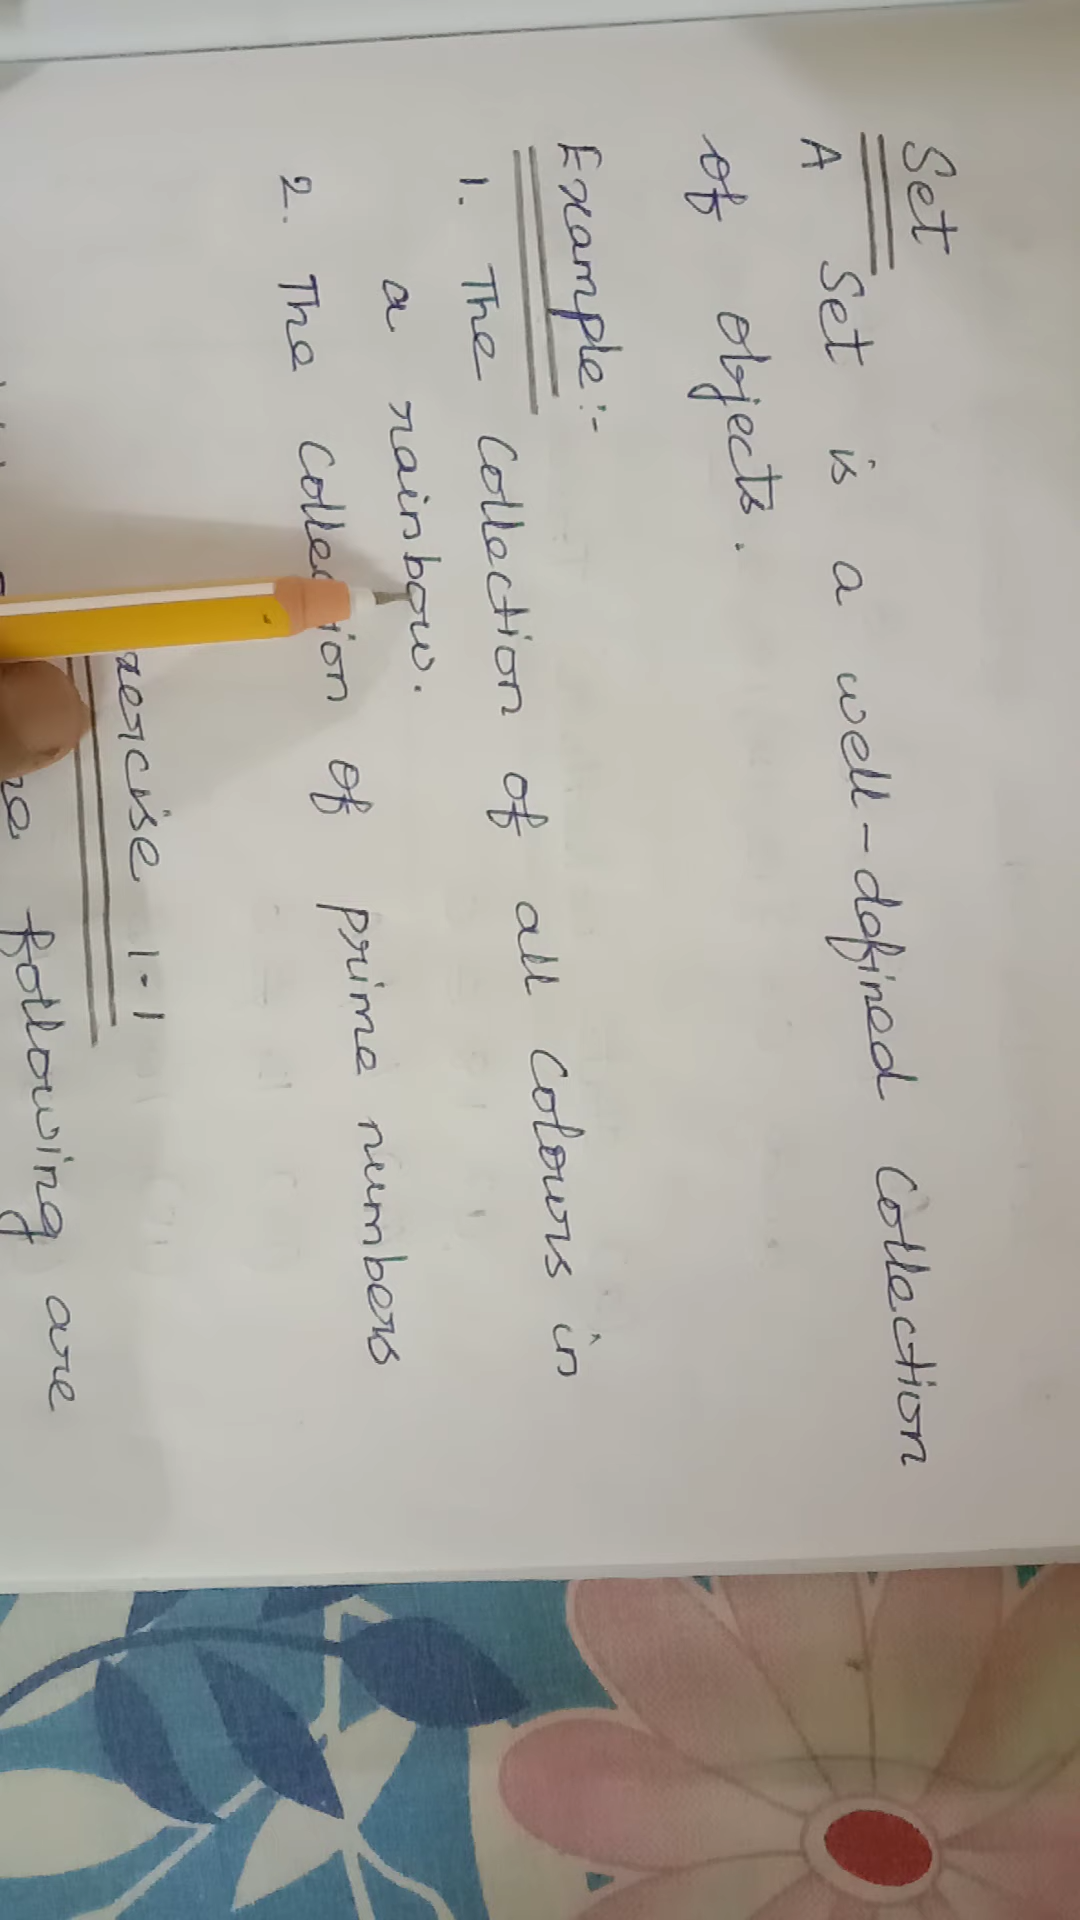 Set
A Set is a well-defined Collection
of objects.
Example:-
1. The Collection of all Colours in
a rainbow.
2. The Collection of prime numbers
1.1
following are